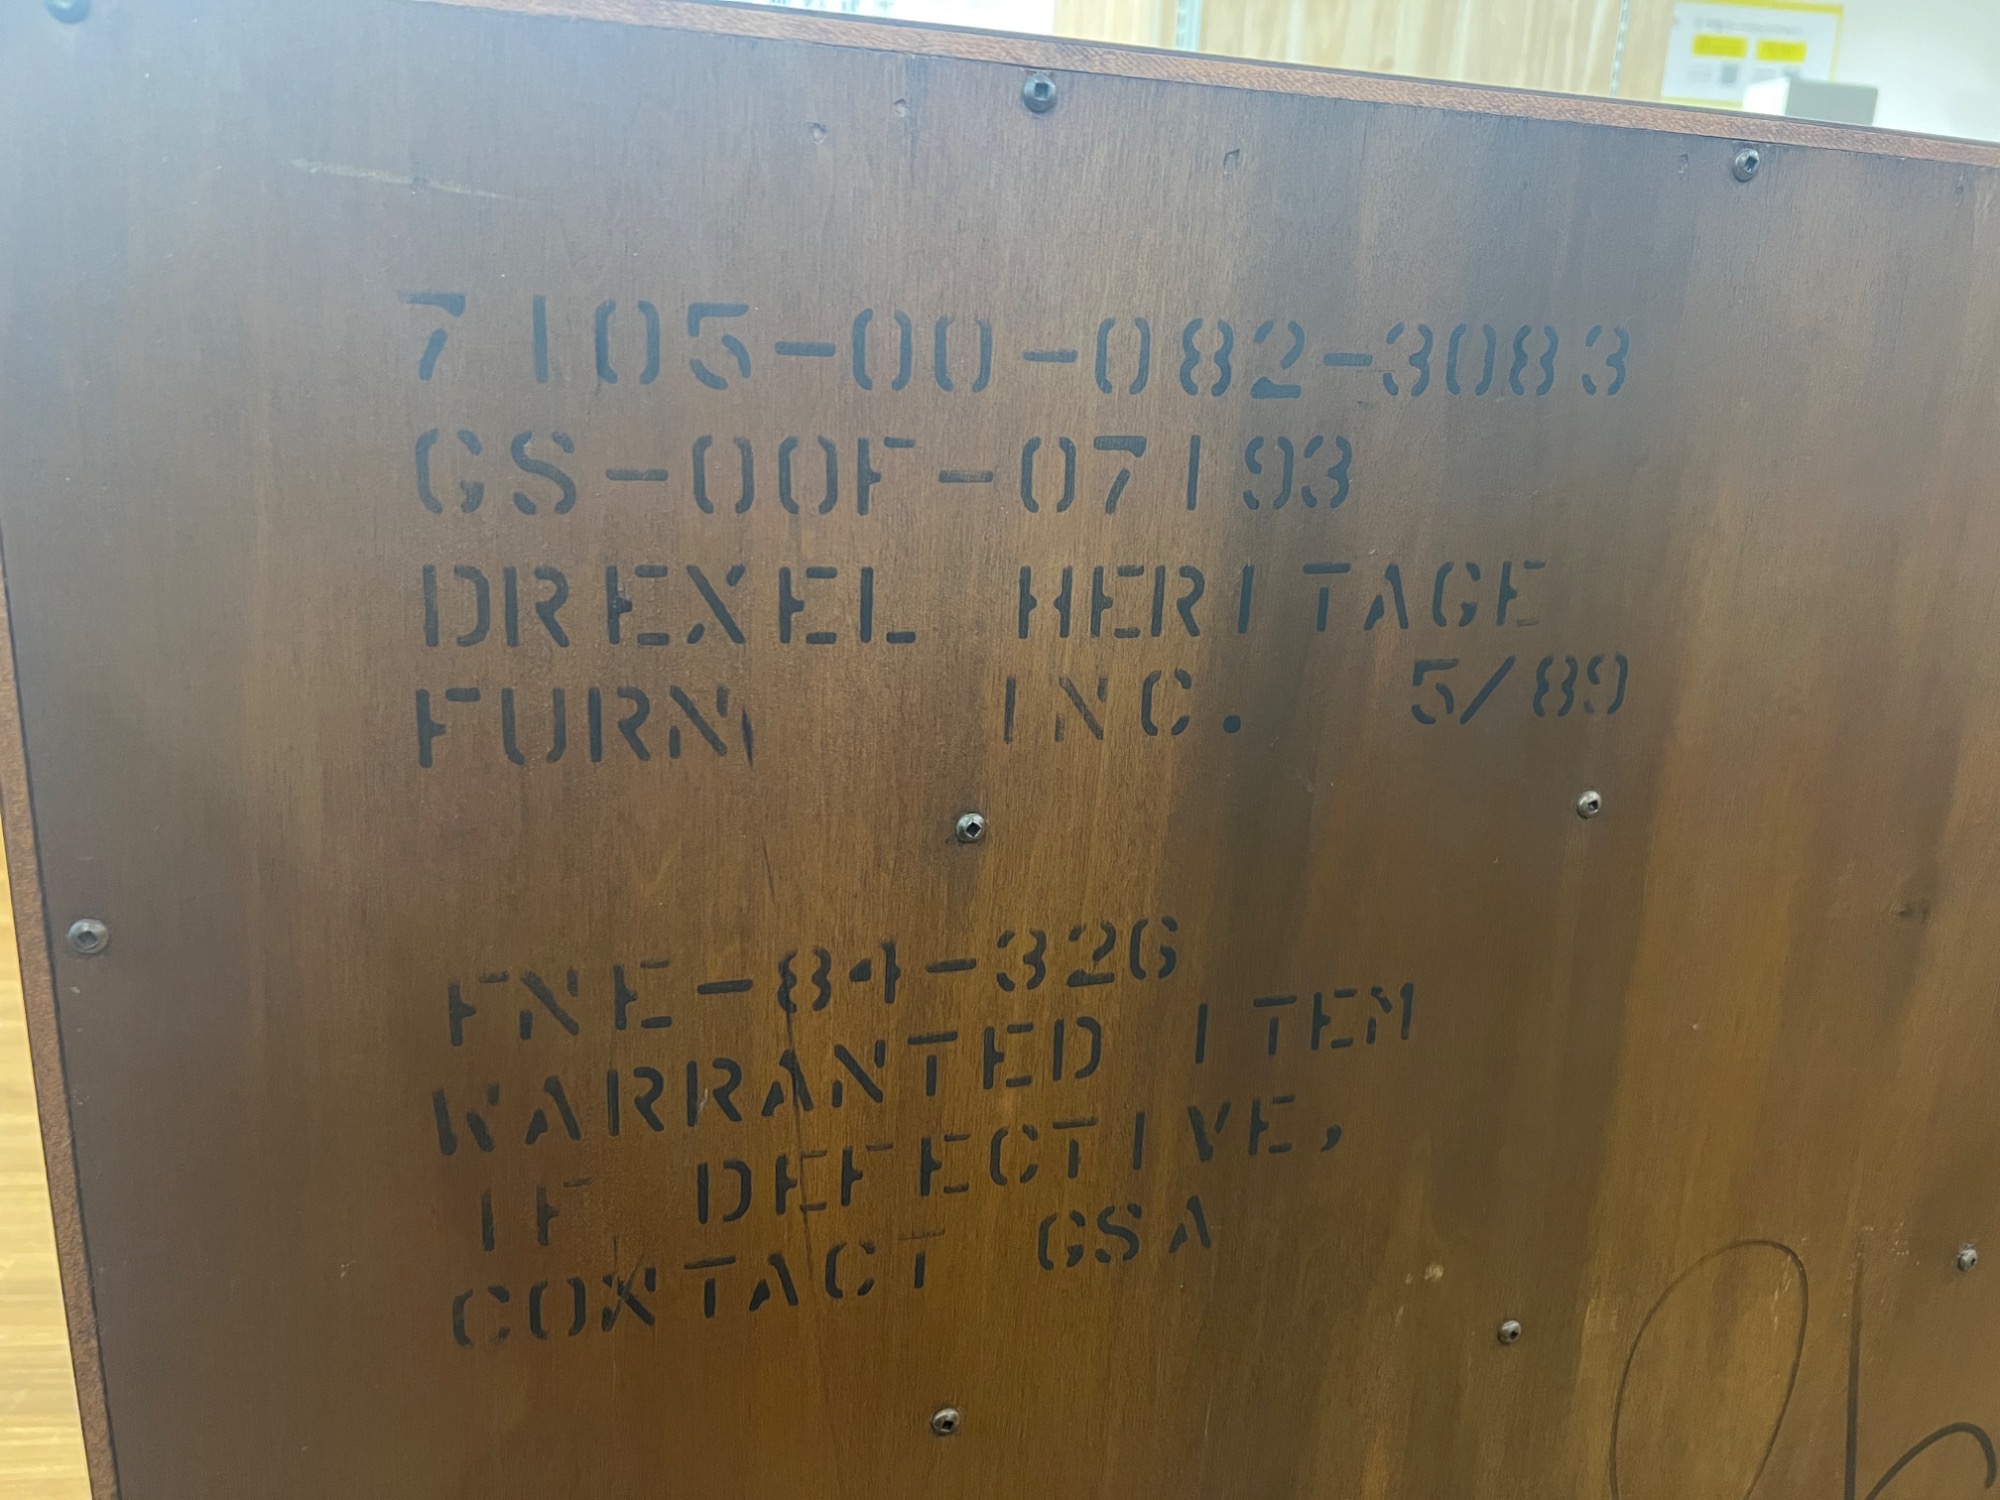 7105-00-082-3083
GS-00F-07193
DREXEL HERITAGE
FURN INC. 5/89
FNE-84-326
WARRANTED ITEM
IF DEFECTIVE,
CONTACT GSA